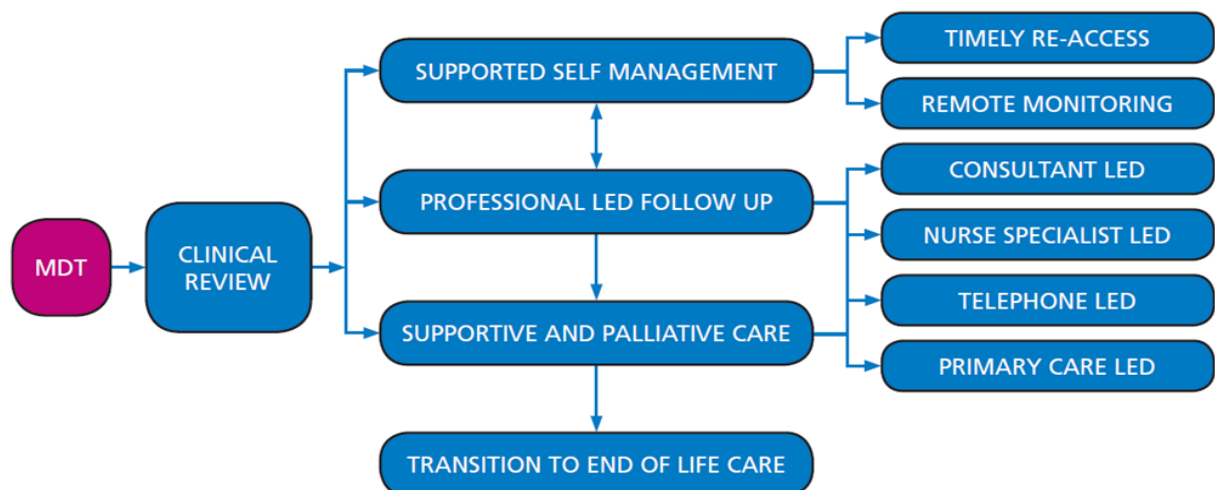 MDT
CLINICAL
REVIEW
SUPPORTED SELF MANAGEMENT
PROFESSIONAL LED FOLLOW UP
SUPPORTIVE AND PALLIATIVE CARE
TRANSITION TO END OF LIFE CARE
TIMELY RE-ACCESS
REMOTE MONITORING
CONSULTANT LED
NURSE SPECIALIST LED
TELEPHONE LED
PRIMARY CARE LED